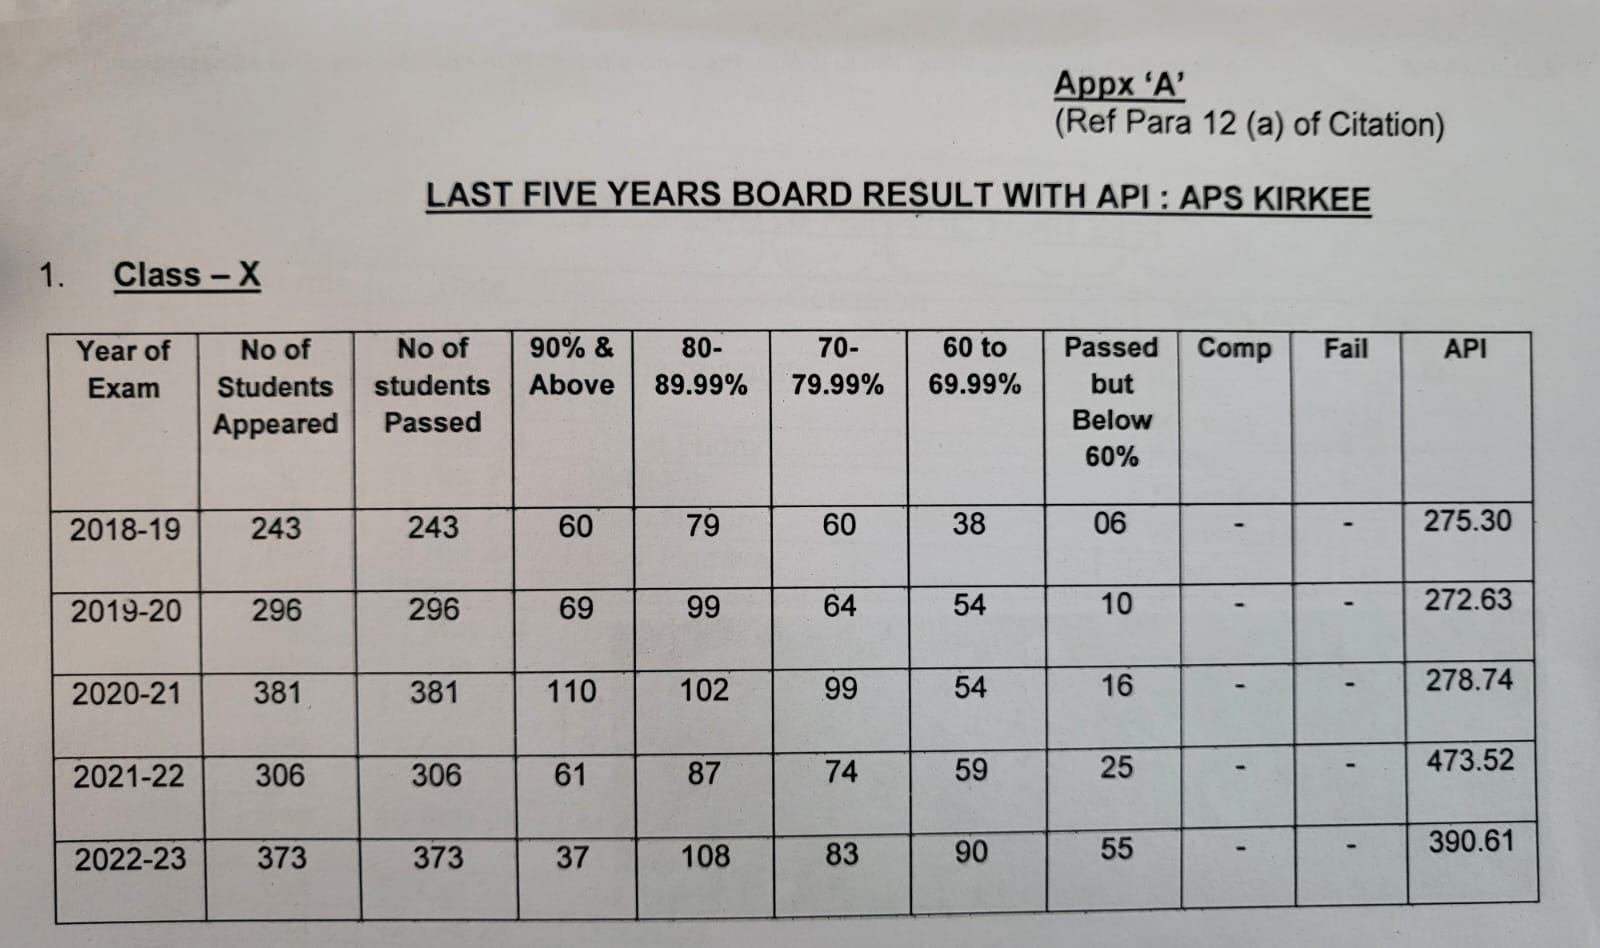 Appx 'A'
(Ref Para 12 (a) of Citation)
LAST FIVE YEARS BOARD RESULT WITH API : APS KIRKEE
1. Class – X
Year of Exam No of Students Appeared No of students Passed 90% & Above 80-89.99% 70-79.99% 60 to 69.99% Passed but Below 60% Comp Fail API
2018-19 243 243 60 79 60 38 06 - - 275.30
2019-20 296 296 69 99 64 54 10 - - 272.63
2020-21 381 381 110 102 99 54 16 - - 278.74
2021-22 306 306 61 87 74 59 25 - - 473.52
2022-23 373 373 37 108 83 90 55 - - 390.61